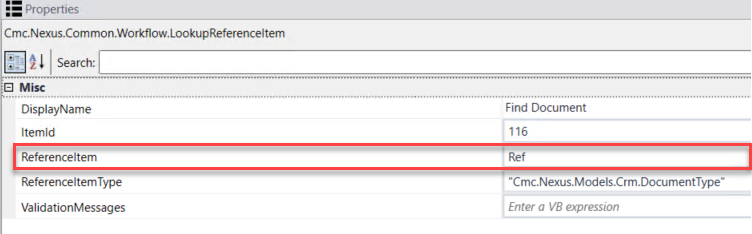 Properties
Cmc.Nexus.Common.Workflow.LookupReferenceItem
Search:
Misc
DisplayName Find Document
ItemId 116
ReferenceItem Ref
ReferenceItemType "Cmc.Nexus.Models.Crm.DocumentType"
ValidationMessages Enter a VB expression